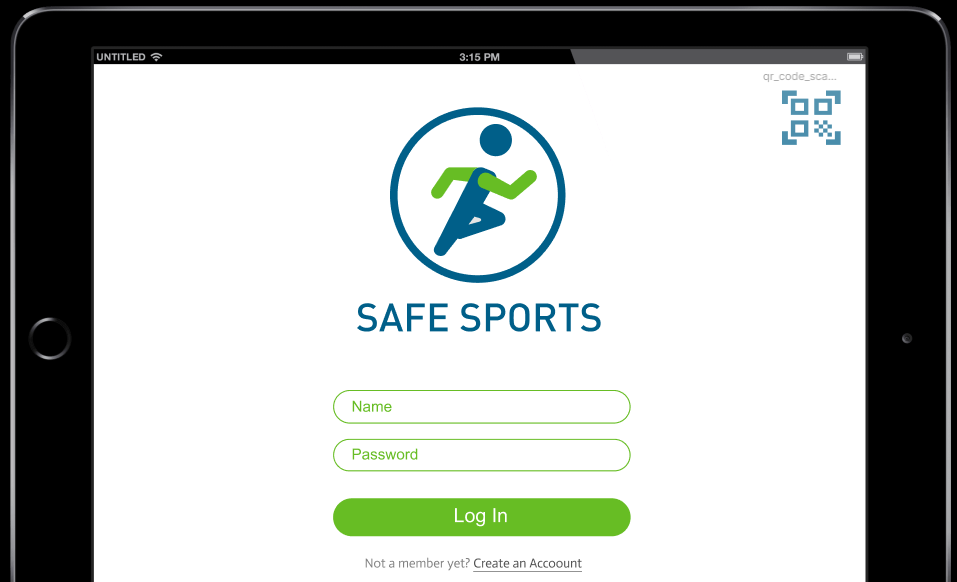 UNTITLED 3:15 PM
qr_code_sca...
SAFE SPORTS
Name
Password
Log In
Not a member yet? Create an Accoount